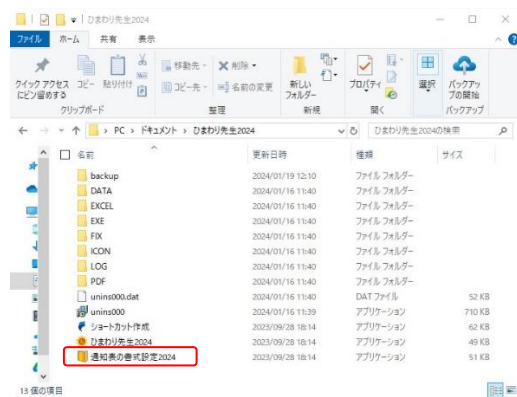 ひまわり先生2024
ファイル ホーム 共有 表示
クイック アクセス
にピン留めする
コピー
貼り付け
クリップボード
移動先
コピー先
削除
名前の変更
整理
新しい
フォルダー
新規
プロパティ
開く
選択
バックアッ
プの開始
バックアップ
PC > ドキュメント > ひまわり先生2024
ひまわり先生2024の検索
名前 更新日時 種類 サイズ
backup 2024/01/19 12:10 ファイル フォルダー
DATA 2024/01/16 11:40 ファイル フォルダー
EXCEL 2024/01/16 11:40 ファイル フォルダー
EXE 2024/01/16 11:40 ファイル フォルダー
FIX 2024/01/16 11:40 ファイル フォルダー
ICON 2024/01/16 11:40 ファイル フォルダー
LOG 2024/01/16 11:40 ファイル フォルダー
PDF 2024/01/16 11:40 ファイル フォルダー
unins000.dat 2024/01/16 11:40 DAT ファイル 52 KB
unins000 2024/01/16 11:39 アプリケーション 710 KB
ショートカット作成 2023/09/28 18:14 アプリケーション 62 KB
ひまわり先生2024 2023/09/28 18:14 アプリケーション 49 KB
通知表の書式設定2024 2023/09/28 18:14 アプリケーション 51 KB
13 個の項目